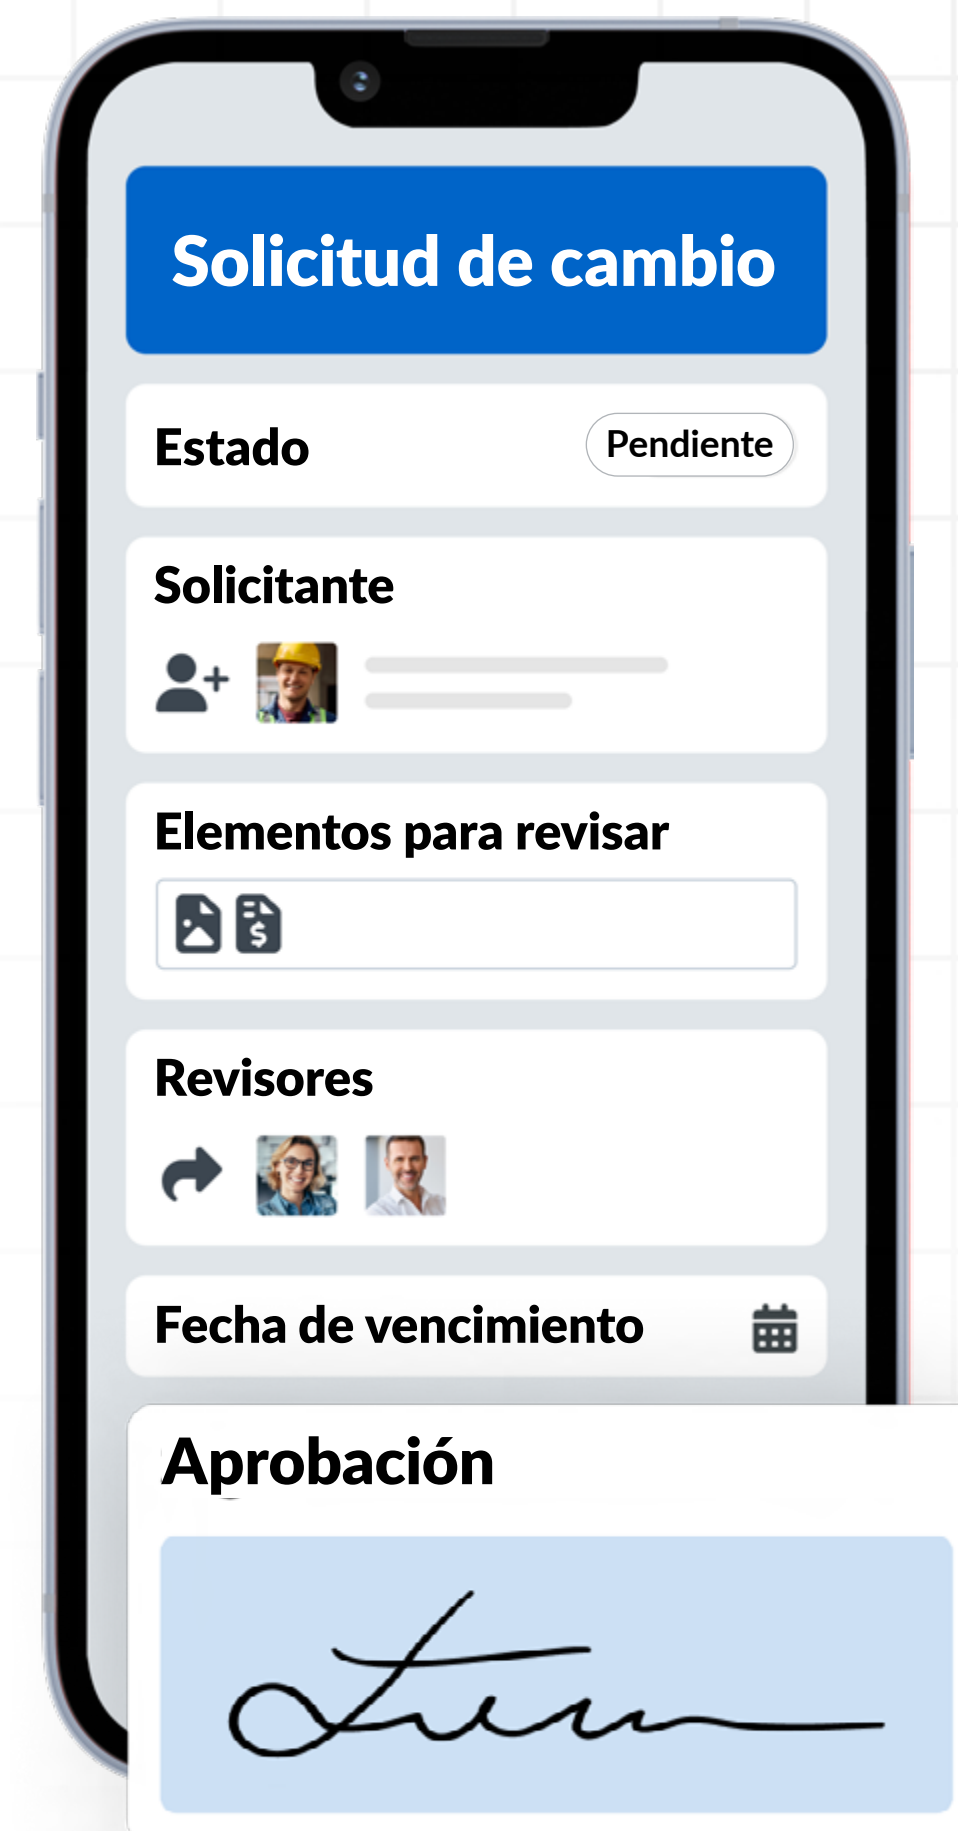 Solicitud de cambio
Estado
Pendiente
Solicitante
Elementos para revisar
Revisores
Fecha de vencimiento
Aprobación